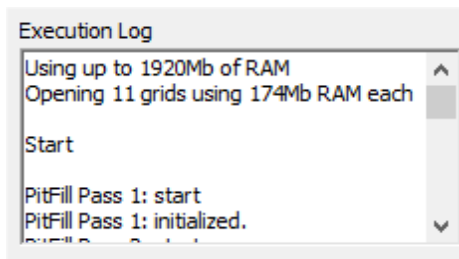 Execution Log
Using up to 1920Mb of RAM
Opening 11 grids using 174Mb RAM each
Start
PitFill Pass 1: start
PitFill Pass 1: initialized.